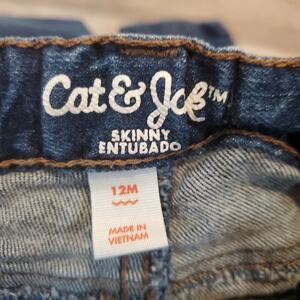 Cat & Jack™
SKINNY
ENTUBADO
12M
MADE IN
VIETNAM